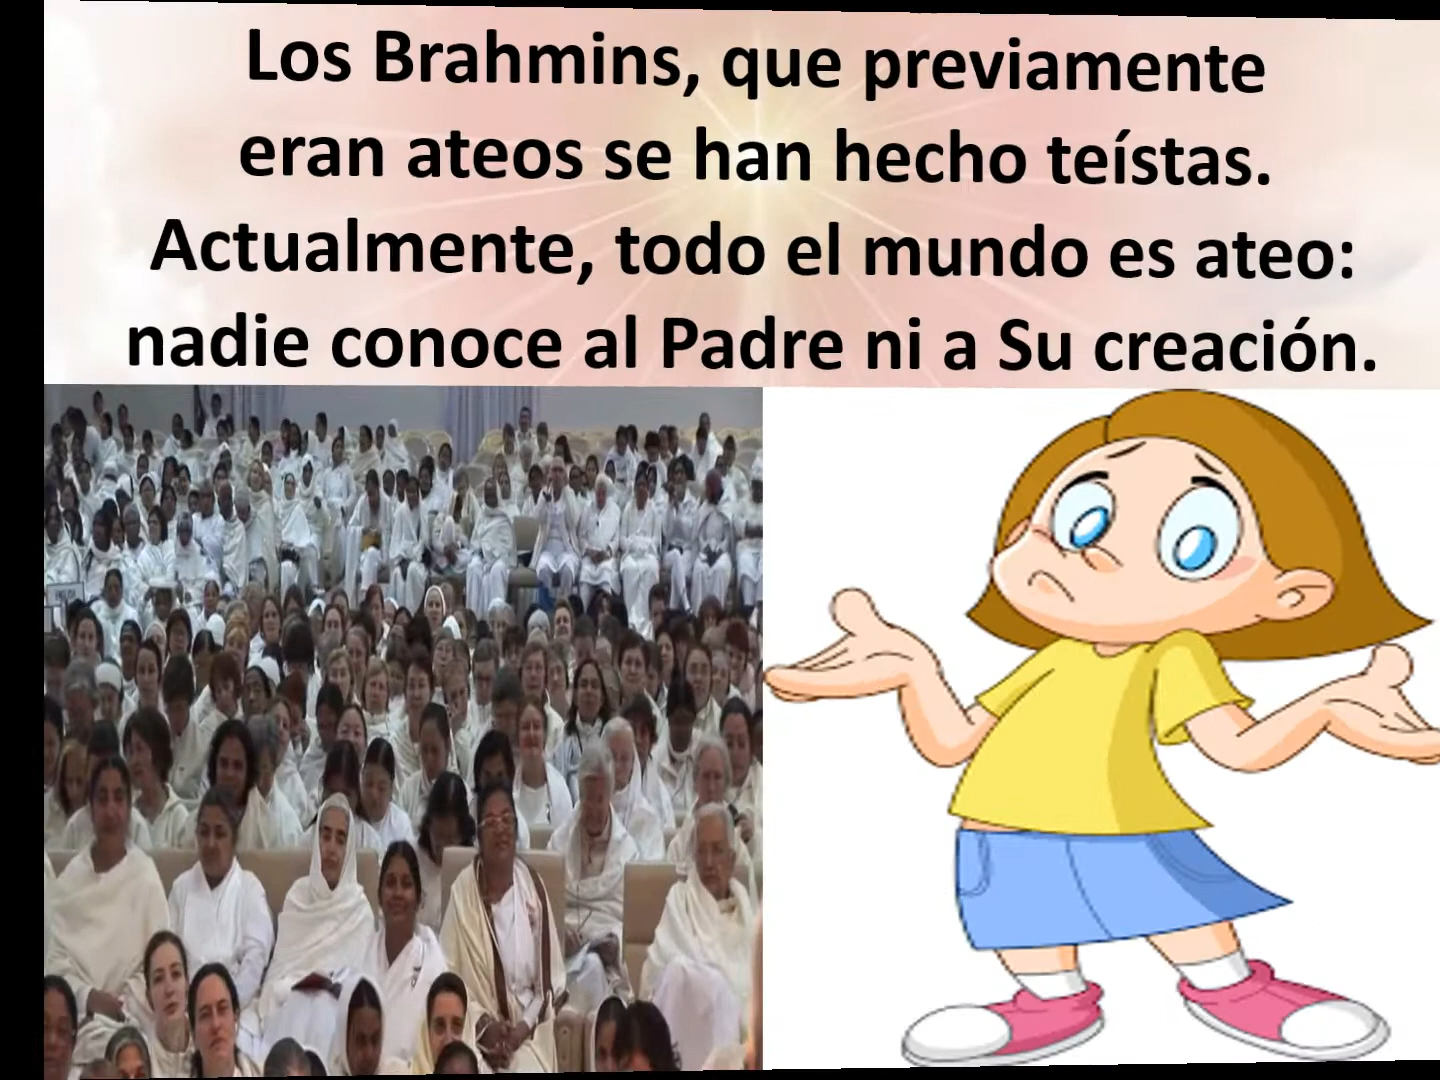 Los Brahmins, que previamente
eran ateos se han hecho teístas.
Actualmente, todo el mundo es ateo:
nadie conoce al Padre ni a Su creación.